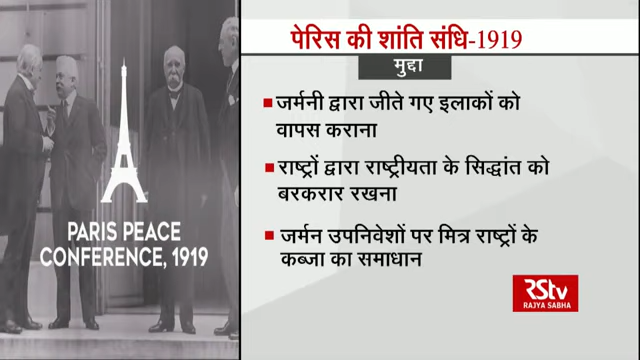 पेरिस की शांति संधि-1919
मुद्दा
जर्मनी द्वारा जीते गए इलाकों को
वापस कराना
राष्ट्रों द्वारा राष्ट्रीयता के सिद्धांत को
बरकरार रखना
जर्मन उपनिवेशों पर मित्र राष्ट्रों के
कब्जा का समाधान
PARIS PEACE
CONFERENCE, 1919
RStv
RAJYA SABHA